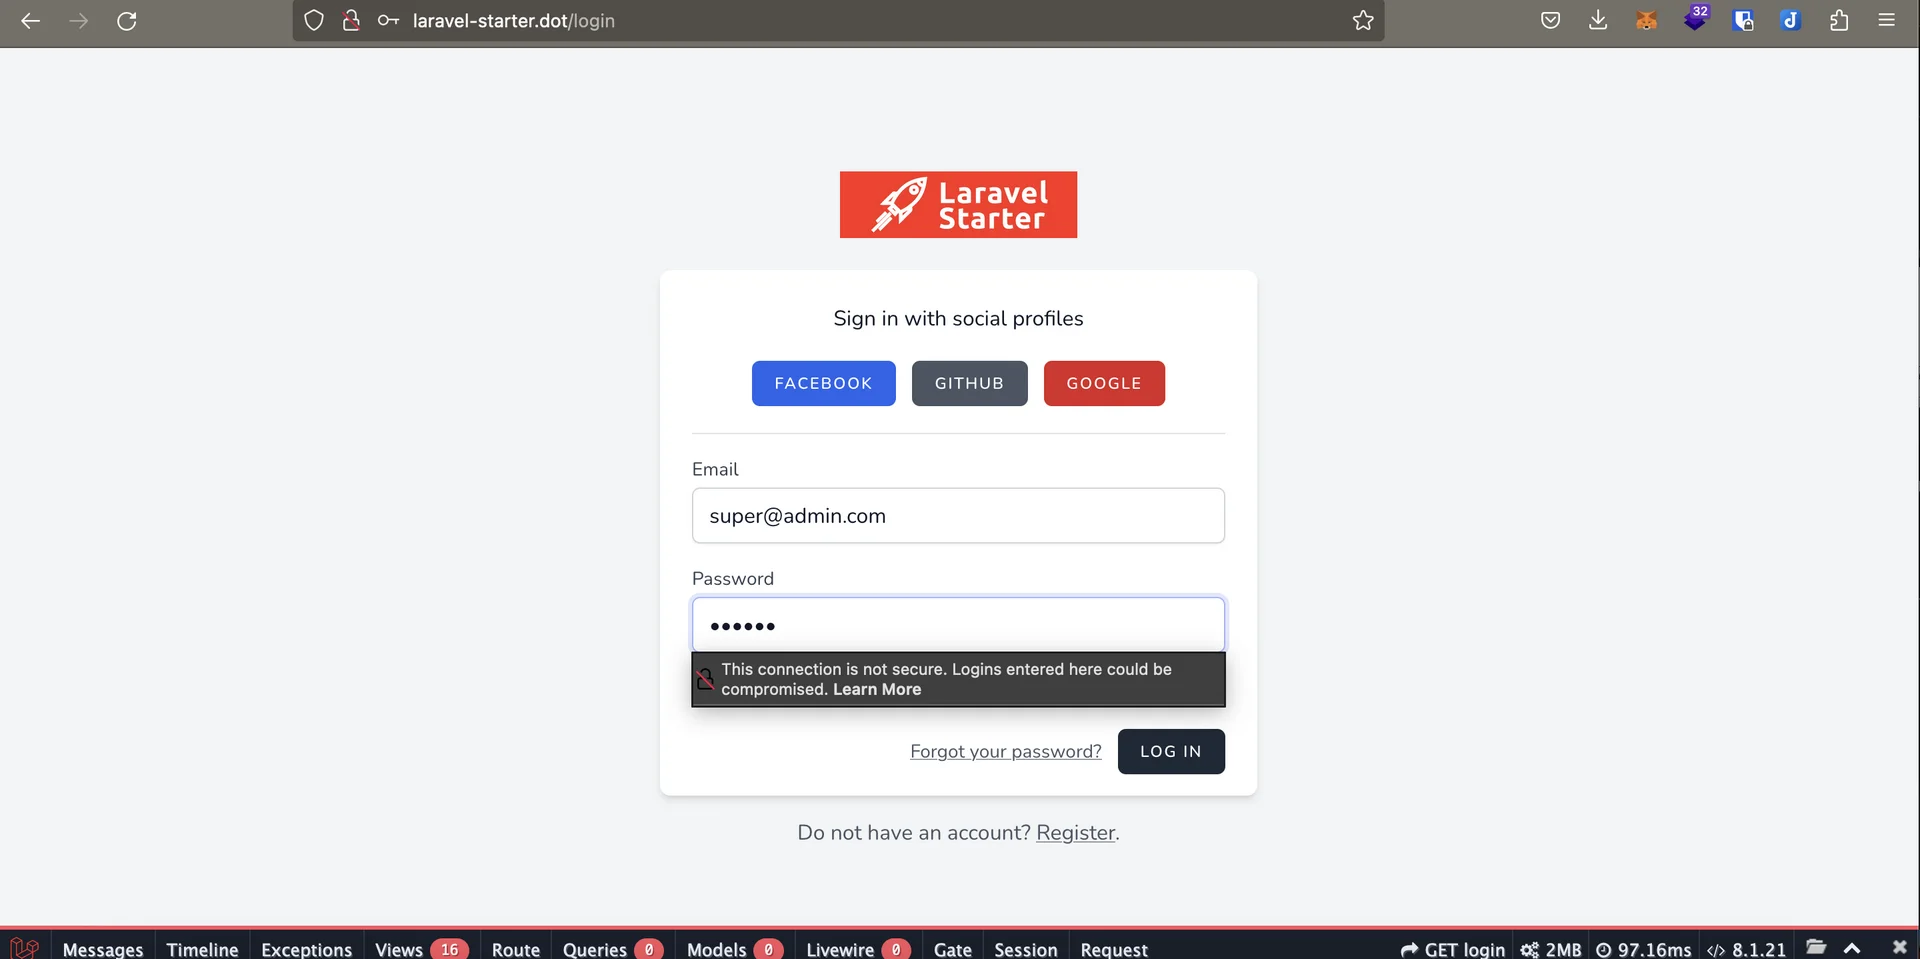 laravel-starter.dot/login
32
Laravel
Starter
Sign in with social profiles
FACEBOOK GITHUB GOOGLE
Email
super@admin.com
Password
This connection is not secure. Logins entered here could be
compromised. Learn More
Forgot your password? LOG IN
Do not have an account? Register.
Messages Timeline Exceptions Views 16 Route Queries 0 Models 0 Livewire 0 Gate Session Request GET login 2MB 97.16ms 8.1.21